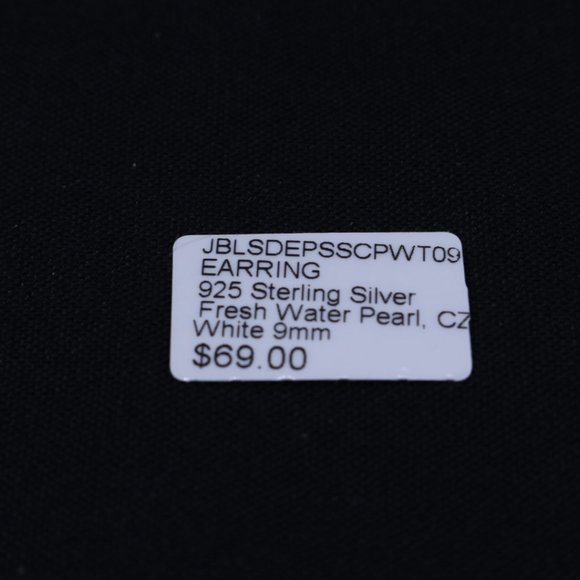 JBLSDEPSSCPWT09
EARRING
925 Sterling Silver
Fresh Water Pearl, CZ
White 9mm
$69.00